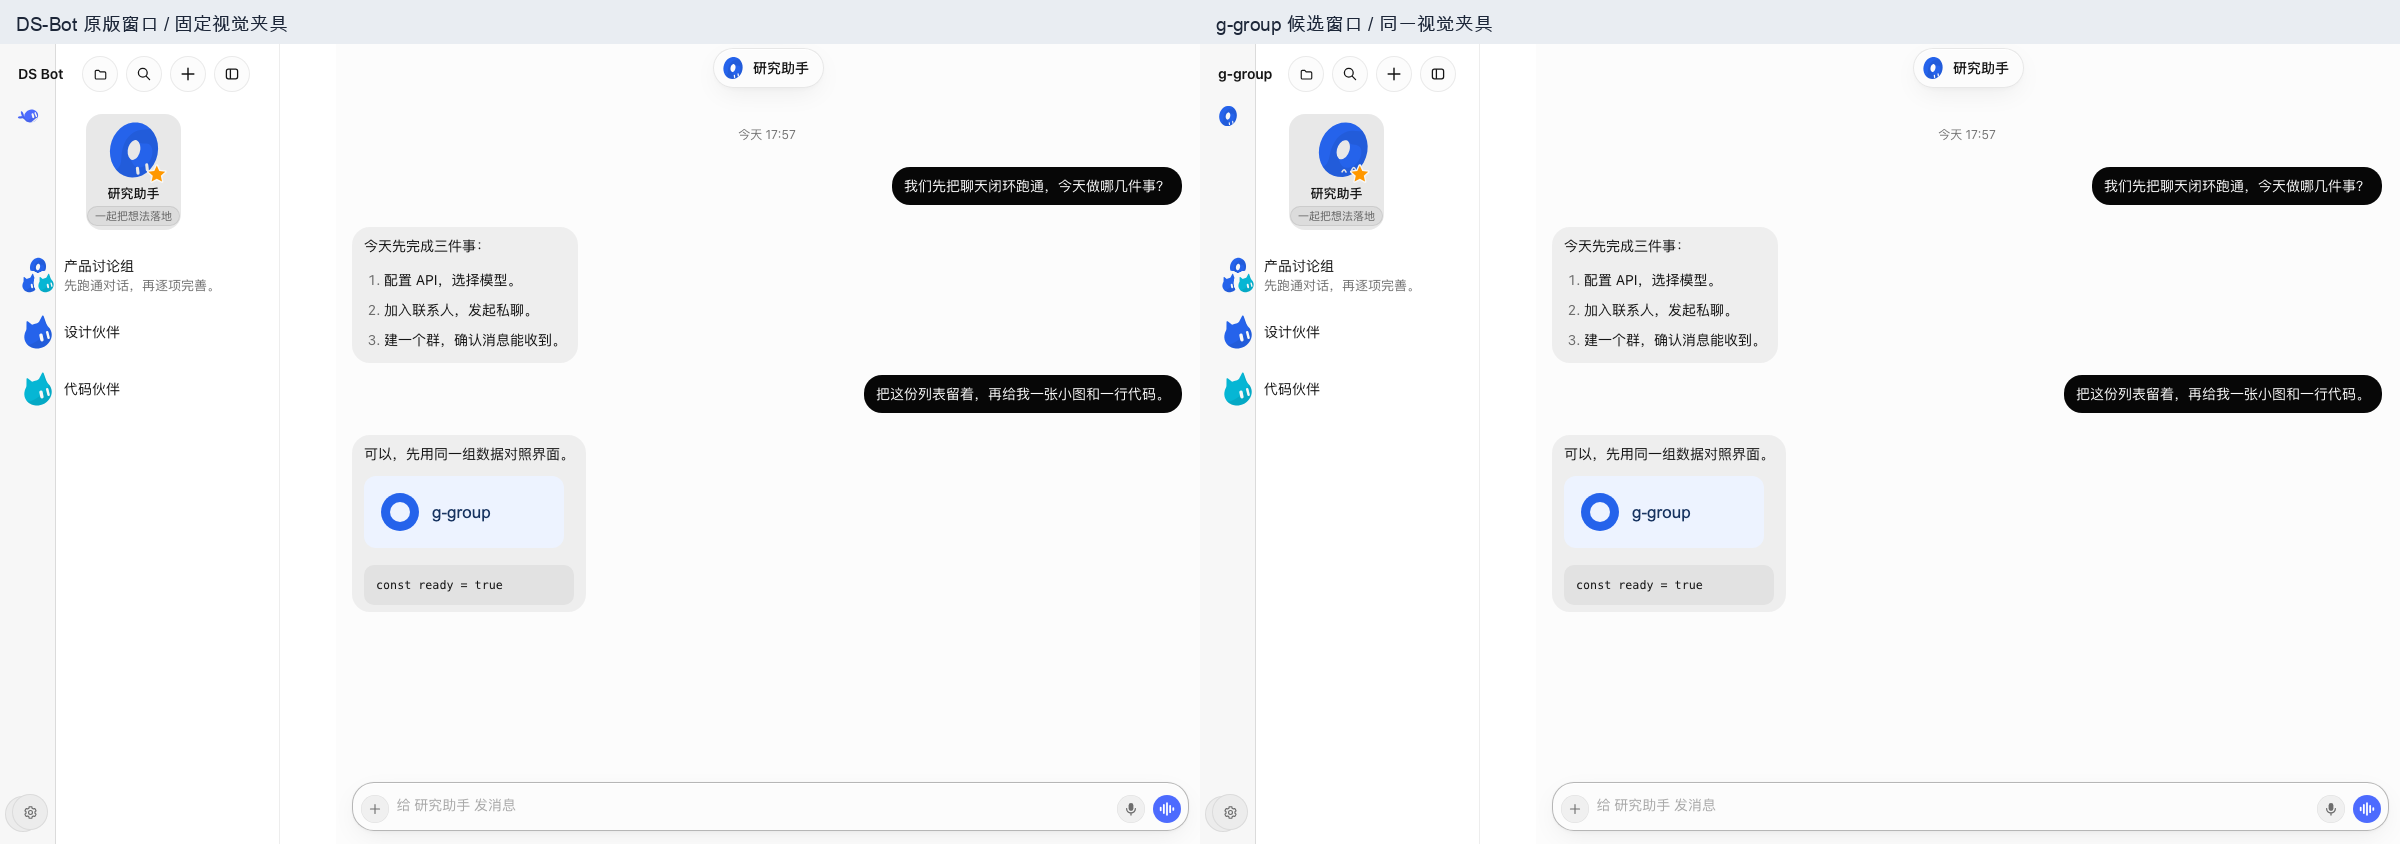 DS-Bot 原版窗口 / 固定视觉夹具
DS Bot
研究助手
一起把想法落地
产品讨论组
先跑通对话，再逐项完善。
设计伙伴
代码伙伴
研究助手
今天 17:57
我们先把聊天闭环跑通，今天做哪几件事？
今天先完成三件事：
1. 配置 API，选择模型。
2. 加入联系人，发起私聊。
3. 建一个群，确认消息能收到。
把这份列表留着，再给我一张小图和一行代码。
可以，先用同一组数据对照界面。
g-group
const ready = true
给 研究助手 发消息
g-group 候选窗口 / 同一视觉夹具
g-group
研究助手
一起把想法落地
产品讨论组
先跑通对话，再逐项完善。
设计伙伴
代码伙伴
研究助手
今天 17:57
我们先把聊天闭环跑通，今天做哪几件事？
今天先完成三件事：
1. 配置 API，选择模型。
2. 加入联系人，发起私聊。
3. 建一个群，确认消息能收到。
把这份列表留着，再给我一张小图和一行代码。
可以，先用同一组数据对照界面。
g-group
const ready = true
给 研究助手 发消息